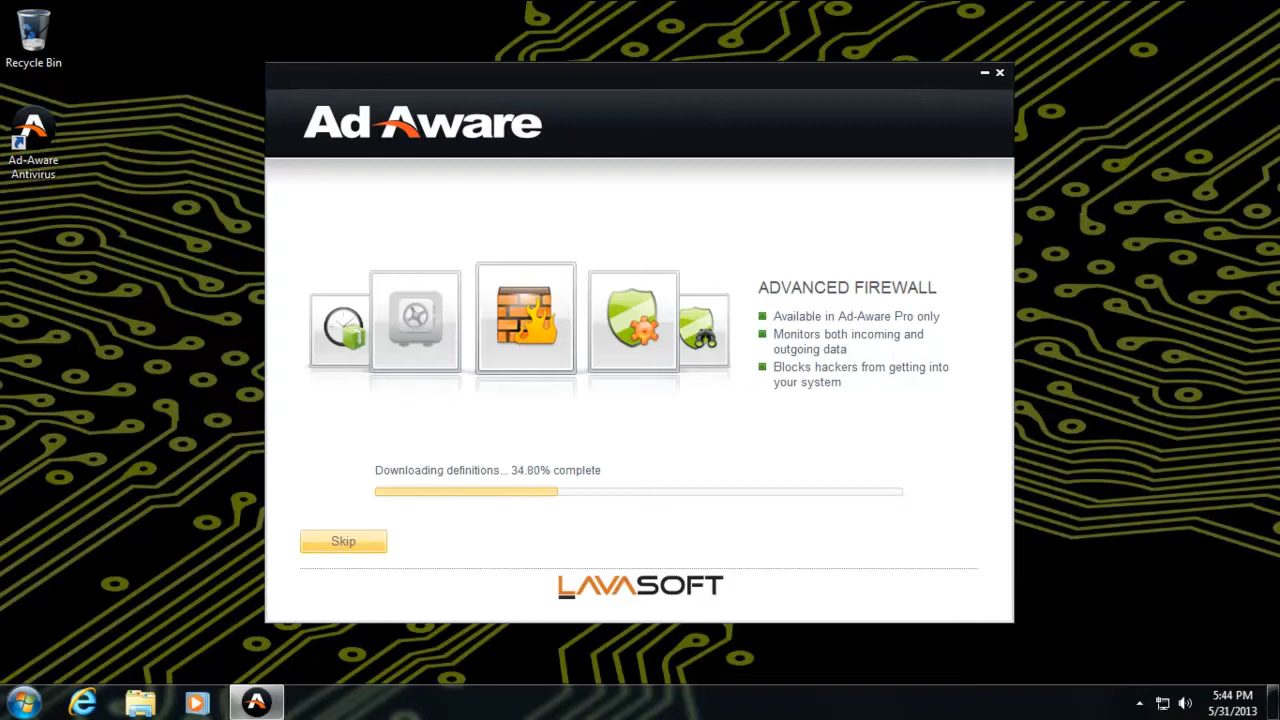 Recycle Bin
Ad-Aware
Antivirus
Ad-Aware
ADVANCED FIREWALL
Available in Ad-Aware Pro only
Monitors both incoming and
outgoing data
Blocks hackers from getting into
your system
Downloading definitions... 34.80% complete
Skip
LAVASOFT
5:44 PM
5/31/2013